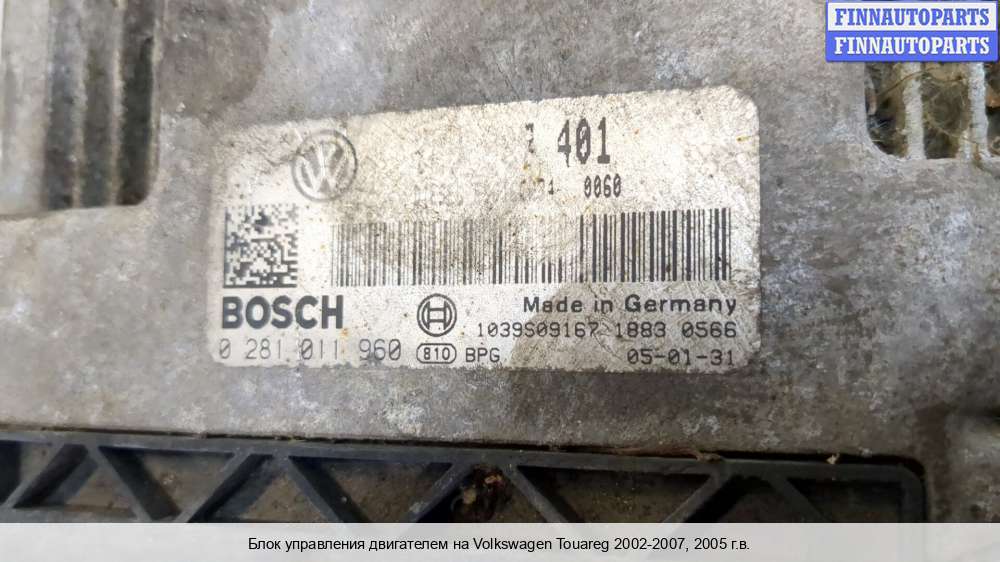 FINNAUTOPARTS
FINNAUTOPARTS
401
0060
BOSCH
Made in Germany
1039S09167 1883 0566
0 281 011 960 810 BPG 05-01-31
Блок управления двигателем на Volkswagen Touareg 2002-2007, 2005 г.в.